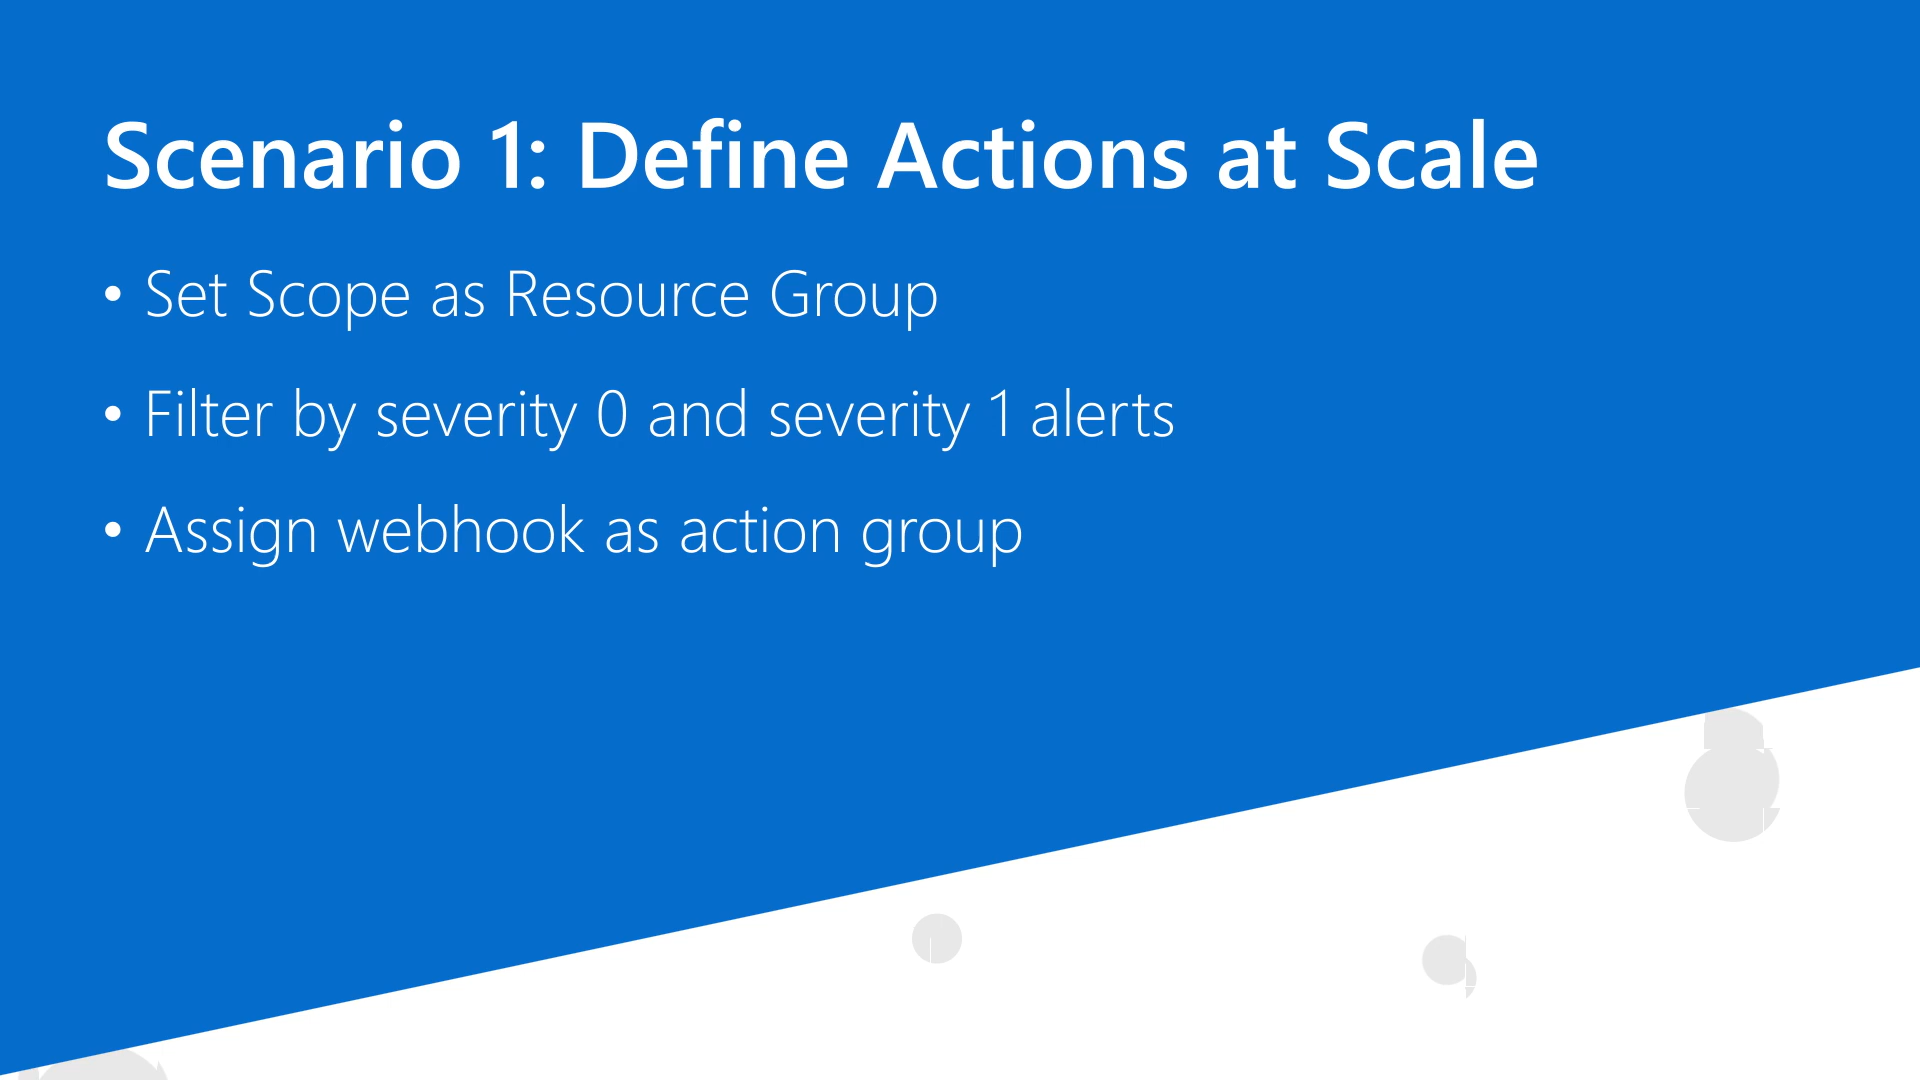 Scenario 1: Define Actions at Scale
• Set Scope as Resource Group
• Filter by severity 0 and severity 1 alerts
• Assign webhook as action group